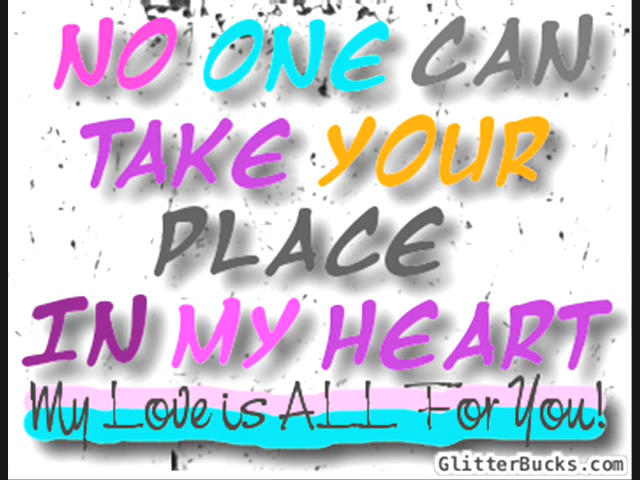 NO ONE CAN
TAKE YOUR
PLACE
IN MY HEART
My Love is ALL For You!
GlitterBucks.com